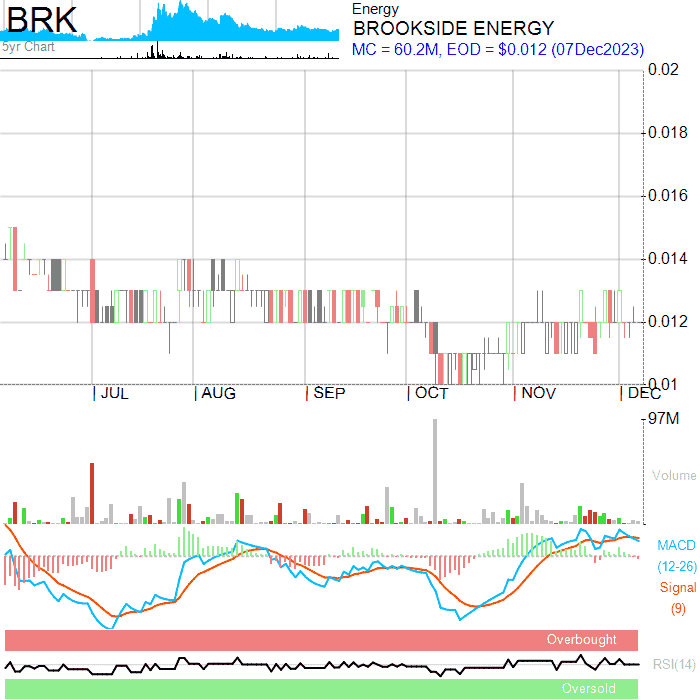 BRK
5yr Chart
Energy
BROOKSIDE ENERGY
MC = 60.2M, EOD = $0.012 (07Dec2023)
0.02
0.018
0.016
0.014
0.012
0.01
JUL AUG SEP OCT NOV DEC
97M
Volume
MACD
(12-26)
Signal
(9)
Overbought
RSI(14)
Oversold